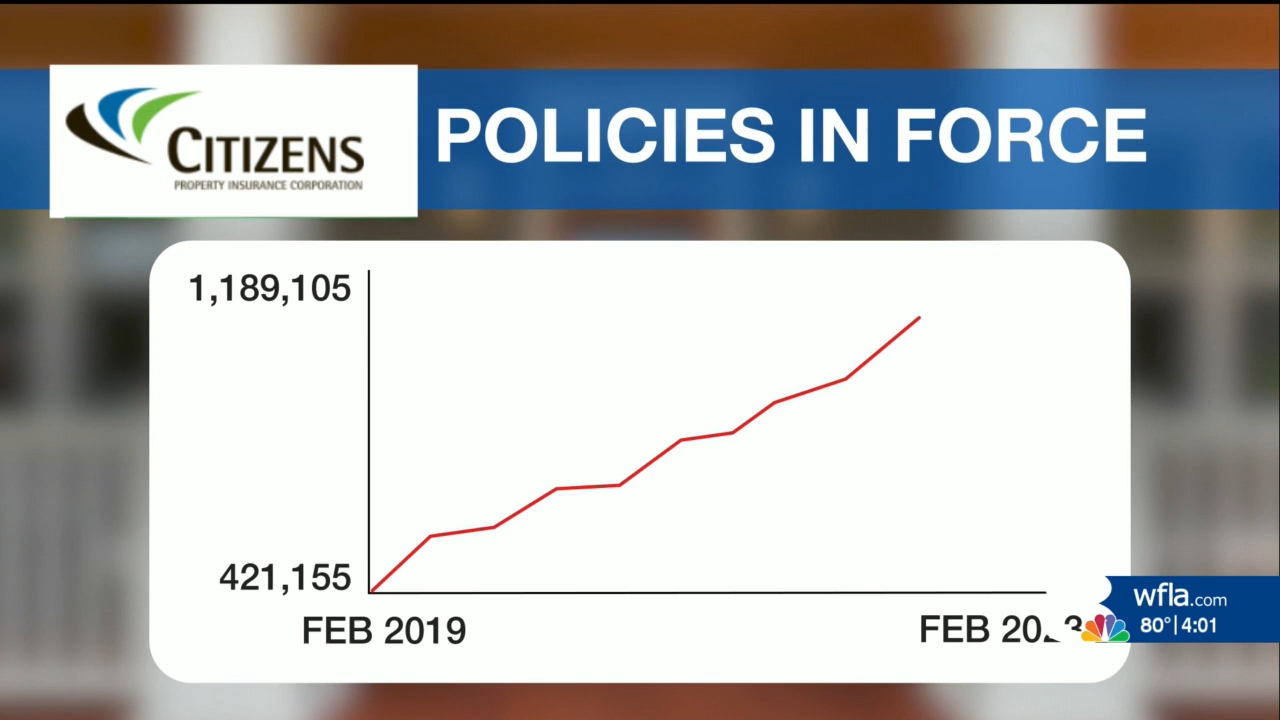 CITIZENS
PROPERTY INSURANCE CORPORATION
POLICIES IN FORCE
1,189,105
421,155
FEB 2019
FEB
wfla.com
80° | 4:01